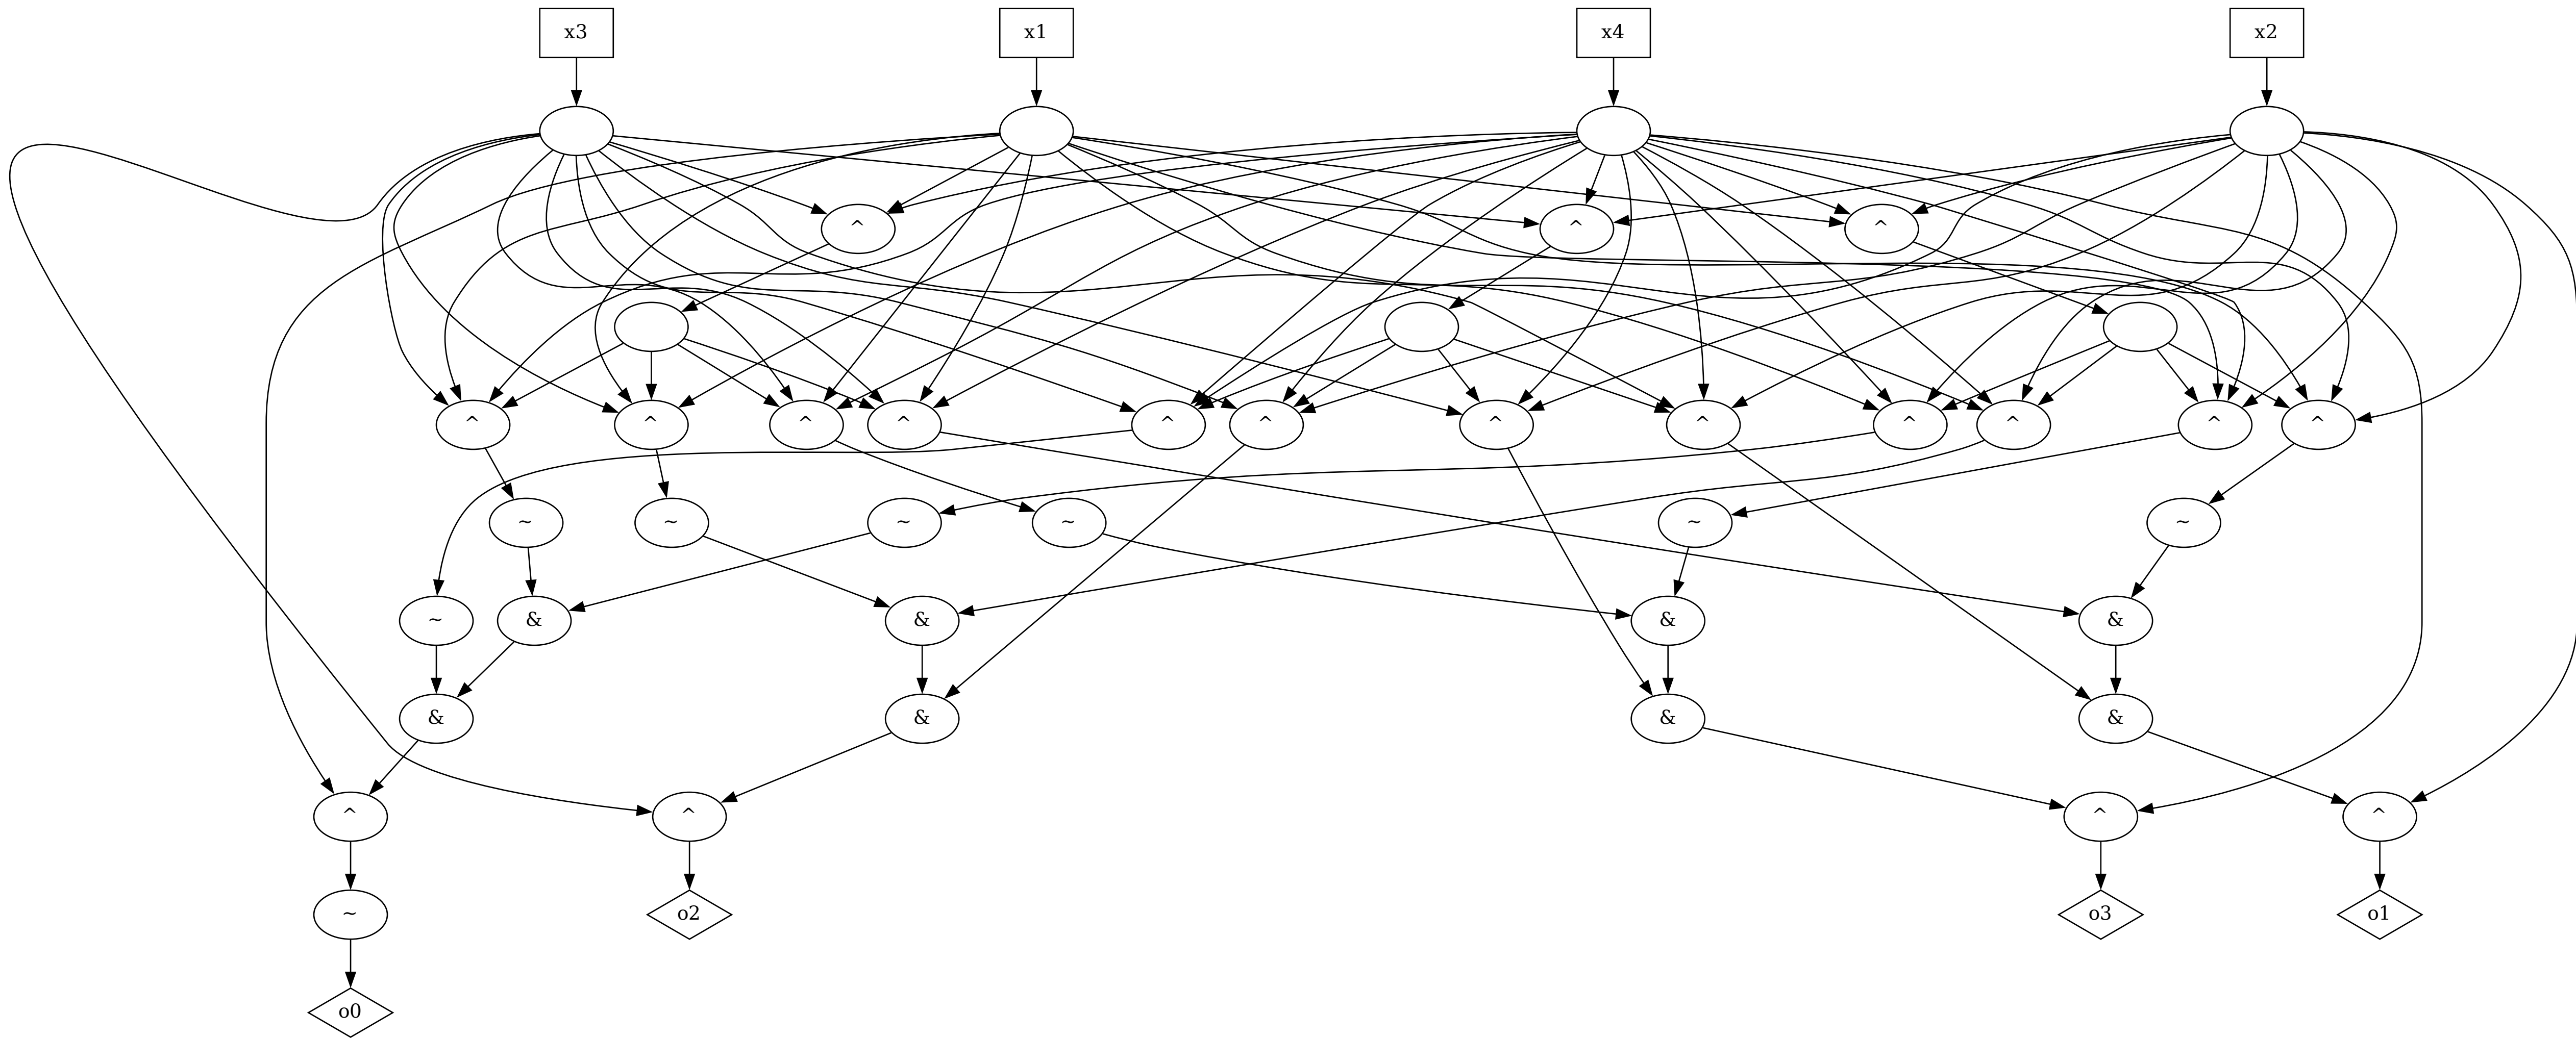 x3 x1 x4 x2
^ ^ ^
^ ^ ^ ^ ^ ^ ^ ^ ^ ^ ^ ^
~ ~ ~ ~ ~ ~
~ & & & &
& & & &
^ ^ ^ ^
~ o2 o3 o1
o0